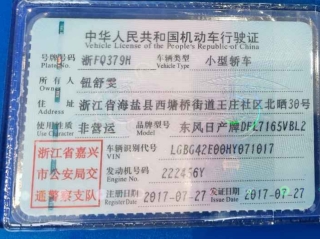 中华人民共和国机动车行驶证
Vehicle License of the People's Republic of China
号牌号码 Plate No. 浙FQ379H 车辆类型 Vehicle Type 小型轿车
所有人 Owner 钮舒雯
住址 Address 浙江省海盐县西塘桥街道王庄社区北晒30号
使用性质 Use Character 非营运 品牌型号 Model 东风日产牌DFL7165VBL2
浙江省嘉兴市公安局交通警察支队
车辆识别代号 VIN LGBG42E00HY071017
发动机号码 Engine No. 222456Y
注册日期 Register Date 2017-07-27 发证日期 Issue Date 2017-07-27